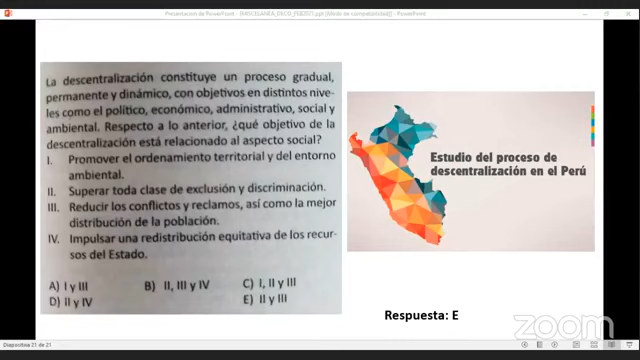 Presentación de PowerPoint - [MISCELANEA_ERCO_FEB2021.ppt [Modo de compatibilidad]] - PowerPoint
La descentralización constituye un proceso gradual,
permanente y dinámico, con objetivos en distintos nive-
les como el político, económico, administrativo, social y
ambiental. Respecto a lo anterior, ¿qué objetivo de la
descentralización está relacionado al aspecto social?
I. Promover el ordenamiento territorial y del entorno
ambiental.
II. Superar toda clase de exclusión y discriminación.
III. Reducir los conflictos y reclamos, así como la mejor
distribución de la población.
IV. Impulsar una redistribución equitativa de los recur-
sos del Estado.
A) I y III B) II, III y IV C) I, II y III
D) II y IV E) II y III
Estudio del proceso de
descentralización en el Perú
Respuesta: E
zoom
Diapositiva 21 de 21